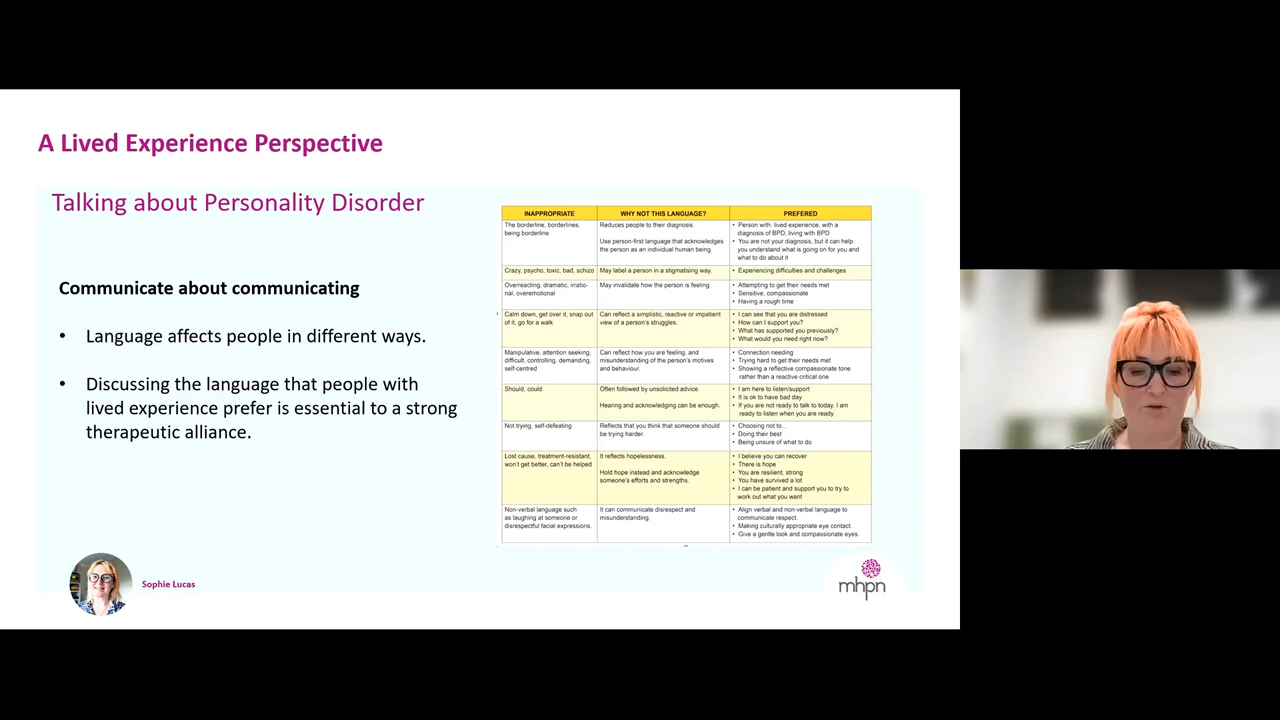 A Lived Experience Perspective
Talking about Personality Disorder
Communicate about communicating
• Language affects people in different ways.
• Discussing the language that people with
lived experience prefer is essential to a strong
therapeutic alliance.
INAPPROPRIATE
WHY NOT THIS LANGUAGE?
PREFERED
The borderline, borderlines,
being borderline
Reduces people to their diagnosis.
Use person-first language that acknowledges
the person as an individual human being.
• Person with: lived experience, with a
diagnosis of BPD, living with BPD
• You are not your diagnosis, but it can help
you understand what is going on for you and
what to do about it
Crazy, psycho, toxic, bad, schizo
May label a person in a stigmatising way.
• Experiencing difficulties and challenges
Overreacting, dramatic, irratio-
nal, overemotional
May invalidate how the person is feeling.
• Attempting to get their needs met
• Sensitive, compassionate
• Having a rough time
Calm down, get over it, snap out
of it, go for a walk
Can reflect a simplistic, reactive or impatient
view of a person's struggles.
• I can see that you are distressed
• How can I support you?
• What has supported you previously?
• What would you need right now?
Manipulative, attention seeking,
difficult, controlling, demanding,
self-centred
Can reflect how you are feeling, and
misunderstanding of the person's motives
and behaviour.
• Connection needing
• Trying hard to get their needs met
• Showing a reflective compassionate tone
rather than a reactive critical one
Should, could
Often followed by unsolicited advice.
Hearing and acknowledging can be enough.
• I am here to listen/support
• It is ok to have bad day
• If you are not ready to talk to today, I am
ready to listen when you are ready
Not trying, self-defeating
Reflects that you think that someone should
be trying harder.
• Choosing not to...
• Doing their best
• Being unsure of what to do
Lost cause, treatment-resistant,
won't get better, can't be helped
It reflects hopelessness.
Hold hope instead and acknowledge
someone's efforts and strengths.
• I believe you can recover
• There is hope
• You are resilient, strong
• You have survived a lot
• I can be patient and support you to try to
work out what you want
Non-verbal language such
as laughing at someone or
disrespectful facial expressions.
It can communicate disrespect and
misunderstanding.
• Align verbal and non-verbal language to
communicate respect.
• Making culturally appropriate eye contact.
• Give a gentle look and compassionate eyes.
Sophie Lucas
mhpn